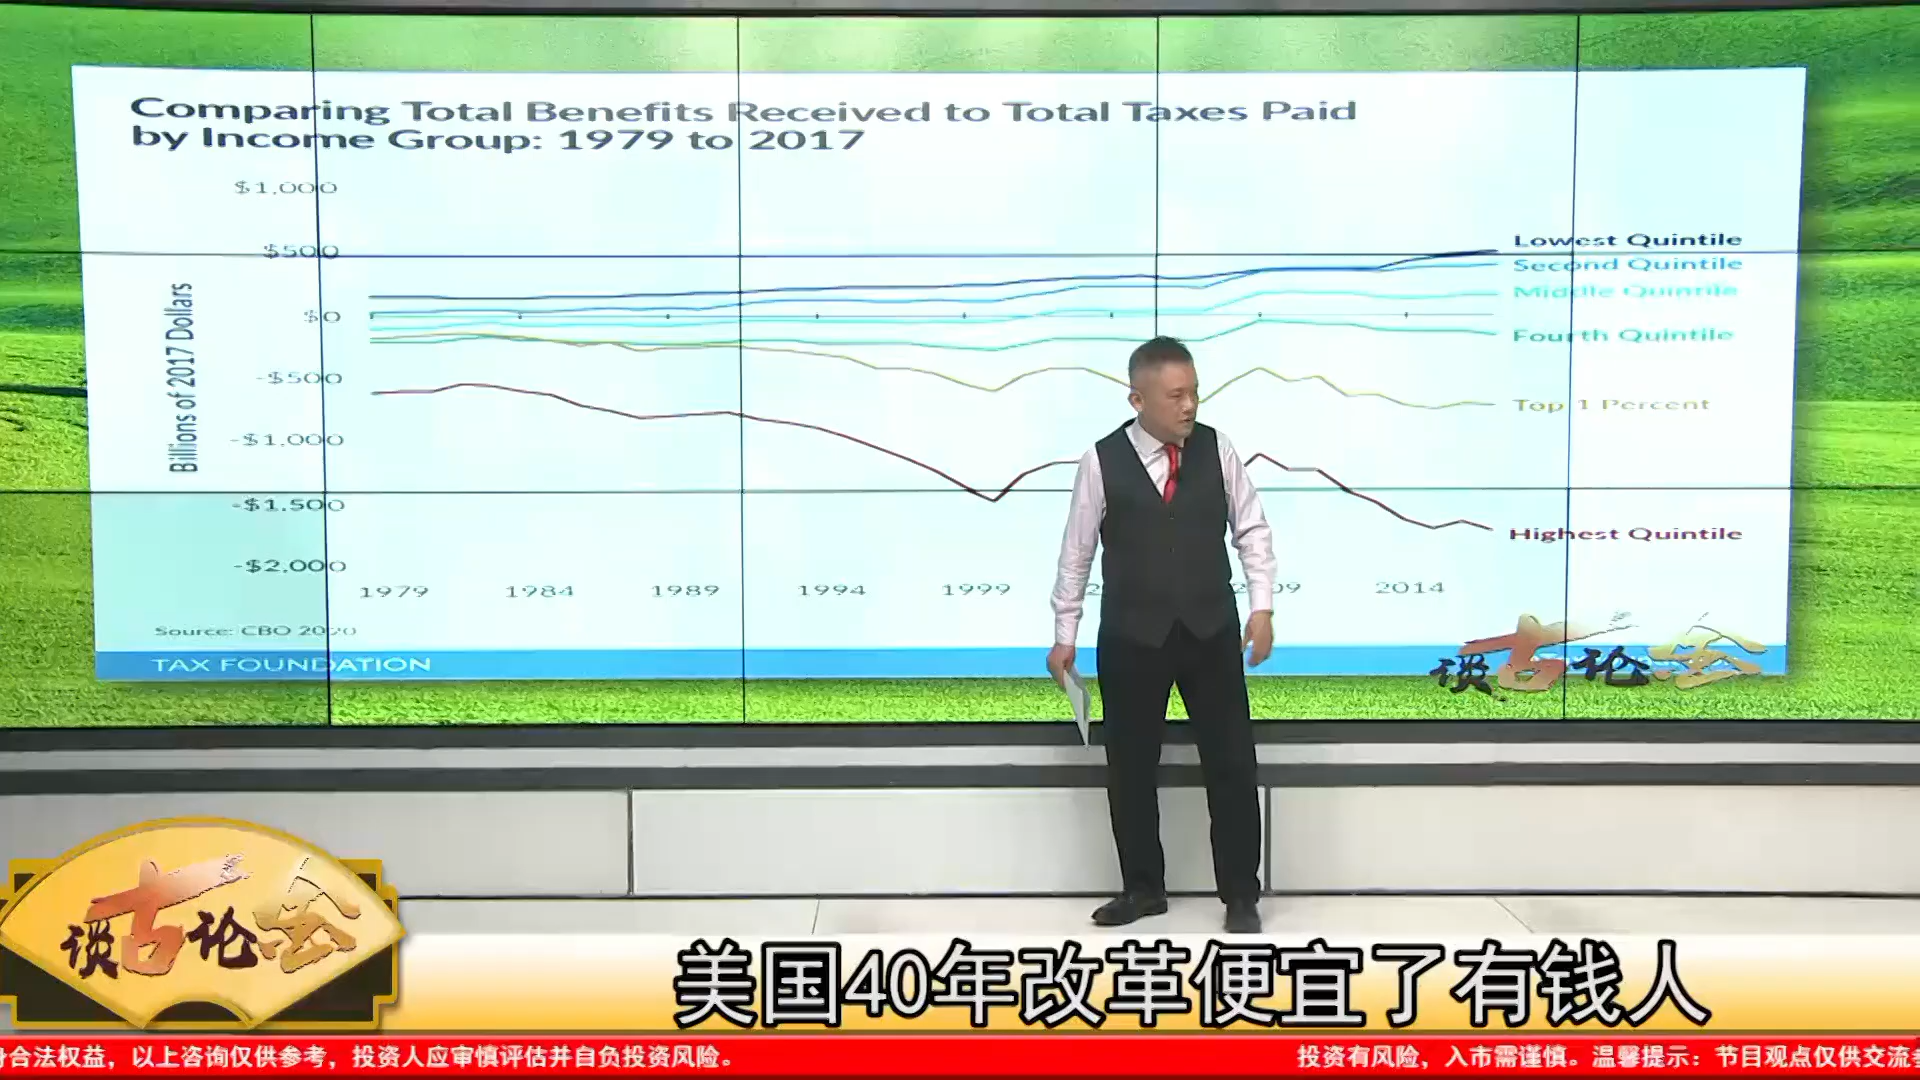 Comparing Total Benefits Received to Total Taxes Paid
by Income Group: 1979 to 2017
$1,000
$500
$0
-$500
-$1,000
-$1,500
-$2,000
Billions of 2017 Dollars
Lowest Quintile
Second Quintile
Middle Quintile
Fourth Quintile
Top 1 Percent
Highest Quintile
1979 1984 1989 1994 1999 2014
Source: CBO 2020
TAX FOUNDATION
谈古论金
谈古论金
美国40年改革便宜了有钱人
合法权益，以上咨询仅供参考，投资人应审慎评估并自负投资风险。 投资有风险，入市需谨慎。温馨提示：节目观点仅供交流